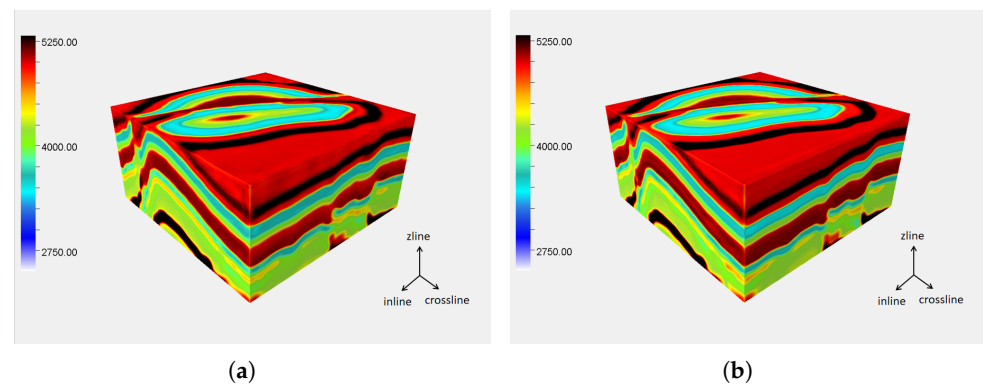 5250.00
4000.00
2750.00
zline
inline
crossline
(a)
5250.00
4000.00
2750.00
zline
inline
crossline
(b)